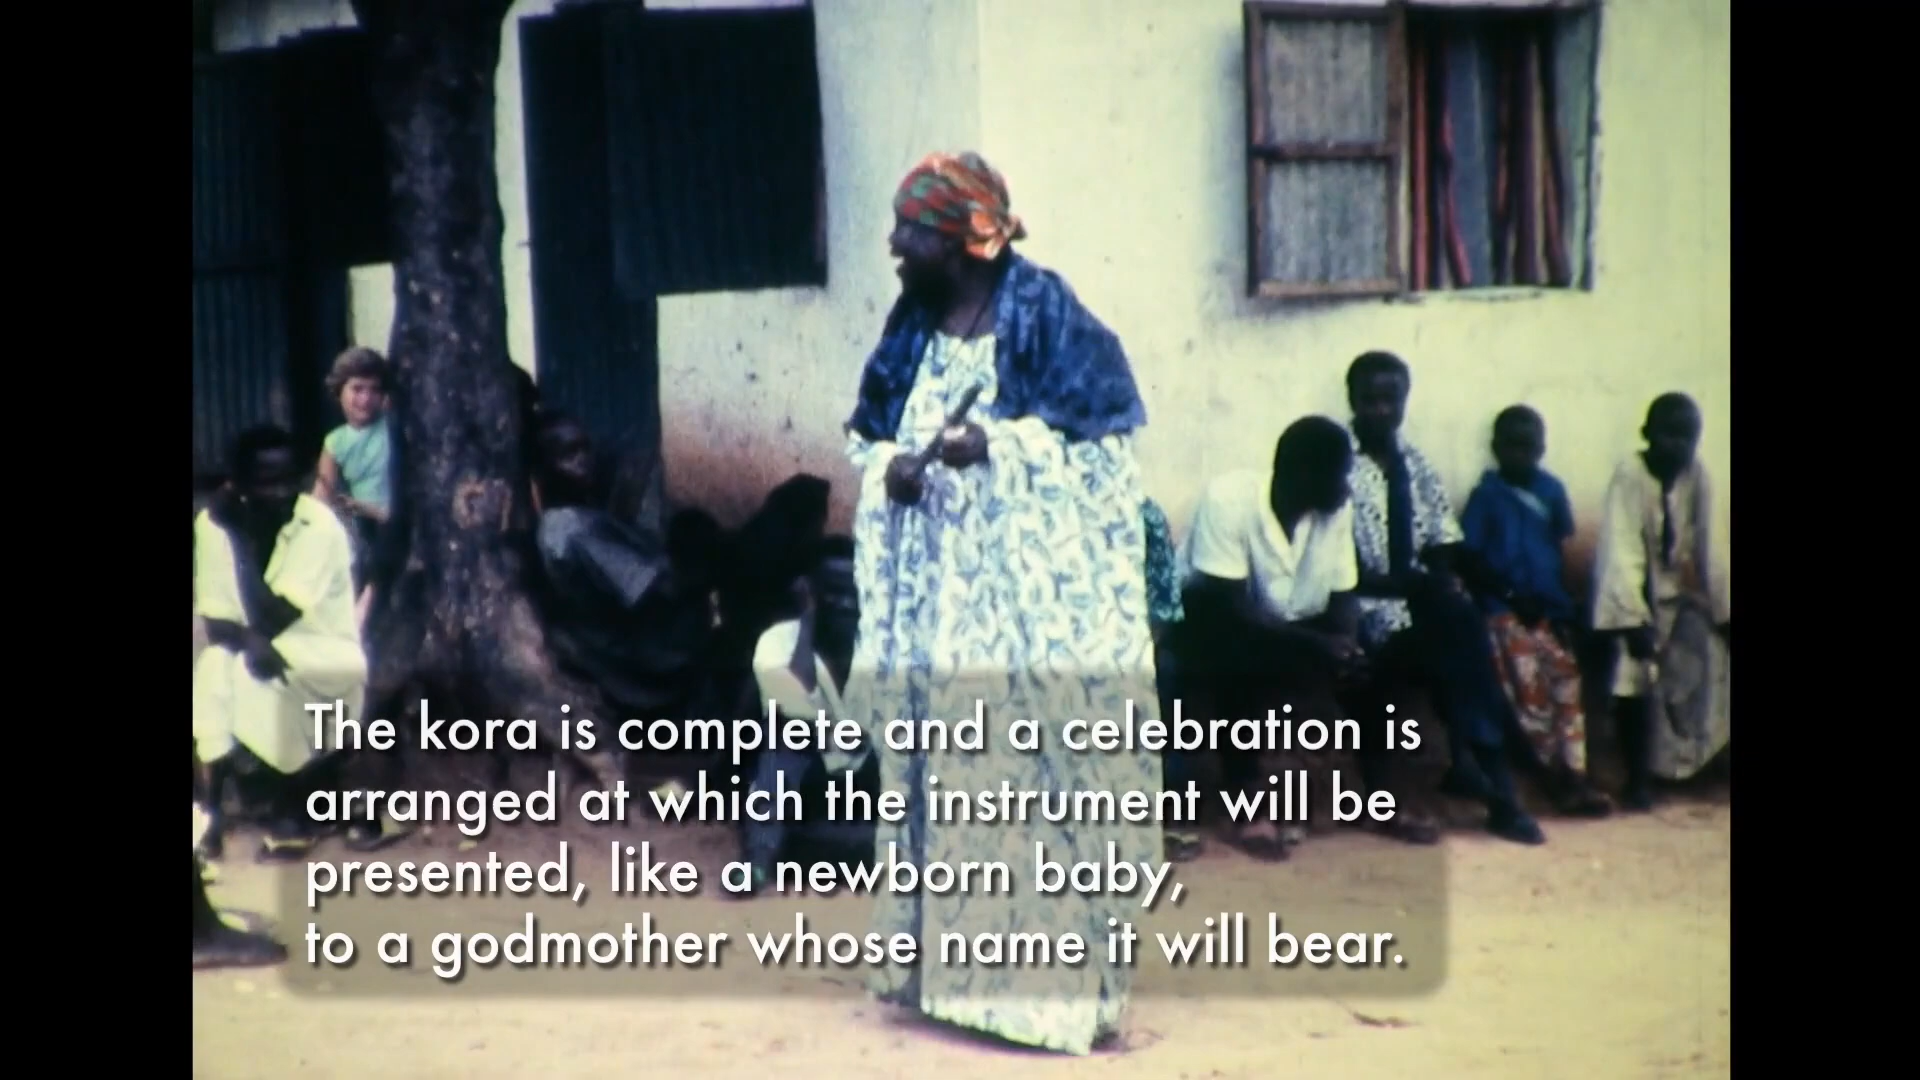 The kora is complete and a celebration is
arranged at which the instrument will be
presented, like a newborn baby,
to a godmother whose name it will bear.